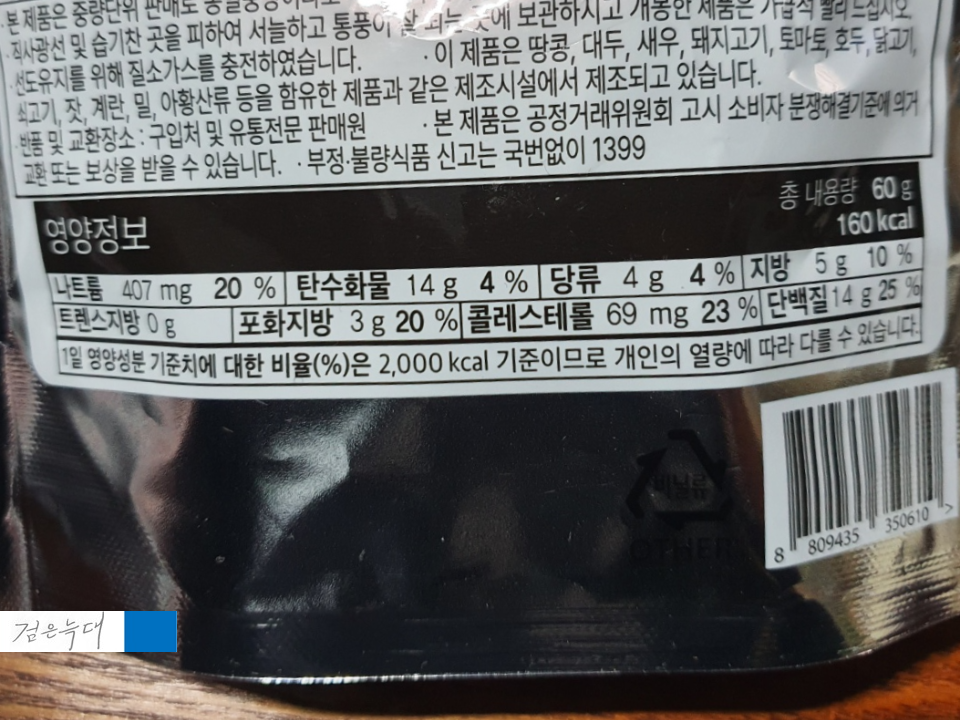 본 제품은 중량단위 판매로
직사광선 및 습기찬 곳을 피하여 서늘하고 통풍이 잘 되는 곳에 보관하시고 개봉한 제품은 가급적 빨리 드십시오.
선도유지를 위해 질소가스를 충전하였습니다. · 이 제품은 땅콩, 대두, 새우, 돼지고기, 토마토, 호두, 닭고기,
쇠고기, 잣, 계란, 밀, 아황산류 등을 함유한 제품과 같은 제조시설에서 제조되고 있습니다.
· 반품 및 교환장소 : 구입처 및 유통전문 판매원 · 본 제품은 공정거래위원회 고시 소비자 분쟁해결기준에 의거
교환 또는 보상을 받을 수 있습니다. · 부정·불량식품 신고는 국번없이 1399
영양정보
총 내용량 60 g
160 kcal
나트륨 407 mg 20 % 탄수화물 14 g 4 % 당류 4 g 4 % 지방 5 g 10 %
트랜스지방 0 g 포화지방 3 g 20 % 콜레스테롤 69 mg 23 % 단백질 14 g 25 %
1일 영양성분 기준치에 대한 비율(%)은 2,000 kcal 기준이므로 개인의 열량에 따라 다를 수 있습니다.
비닐류
OTHER
8 809435 350610 >
검은늑대